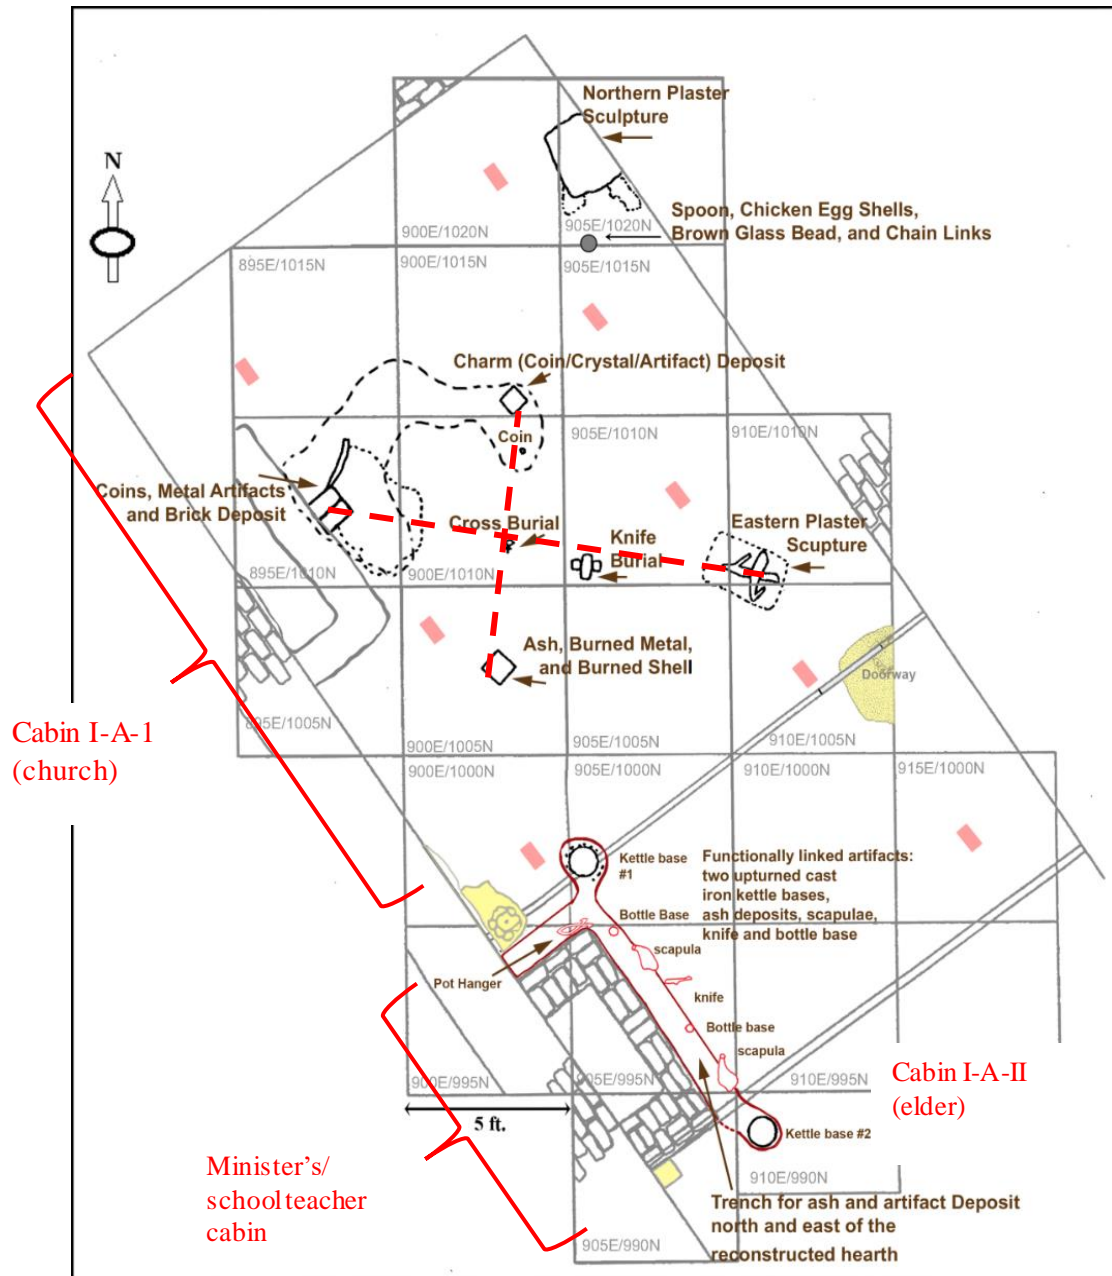 Northern Plaster
Sculpture
N
Spoon, Chicken Egg Shells,
Brown Glass Bead, and Chain Links
900E/1020N
905E/1020N
895E/1015N
900E/1015N
905E/1015N
Charm (Coin/Crystal/Artifact) Deposit
Coin
905E/1010N
910E/1010N
Coins, Metal Artifacts
and Brick Deposit
Cross Burial
Knife
Burial
Eastern Plaster
Scupture
895E/1010N
900E/1010N
Ash, Burned Metal,
and Burned Shell
Doorway
895E/1005N
900E/1005N
905E/1005N
910E/1005N
Cabin I-A-1
(church)
900E/1000N
905E/1000N
910E/1000N
915E/1000N
Kettle base
#1
Functionally linked artifacts:
two upturned cast
iron kettle bases,
ash deposits, scapulae,
knife and bottle base
Bottle Base
scapula
Pot Hanger
knife
Bottle base
scapula
900E/995N
905E/995N
910E/995N
Cabin I-A-II
(elder)
5 ft.
Kettle base #2
Minister's/
schoolteacher
cabin
910E/990N
Trench for ash and artifact Deposit
north and east of the
reconstructed hearth
905E/990N